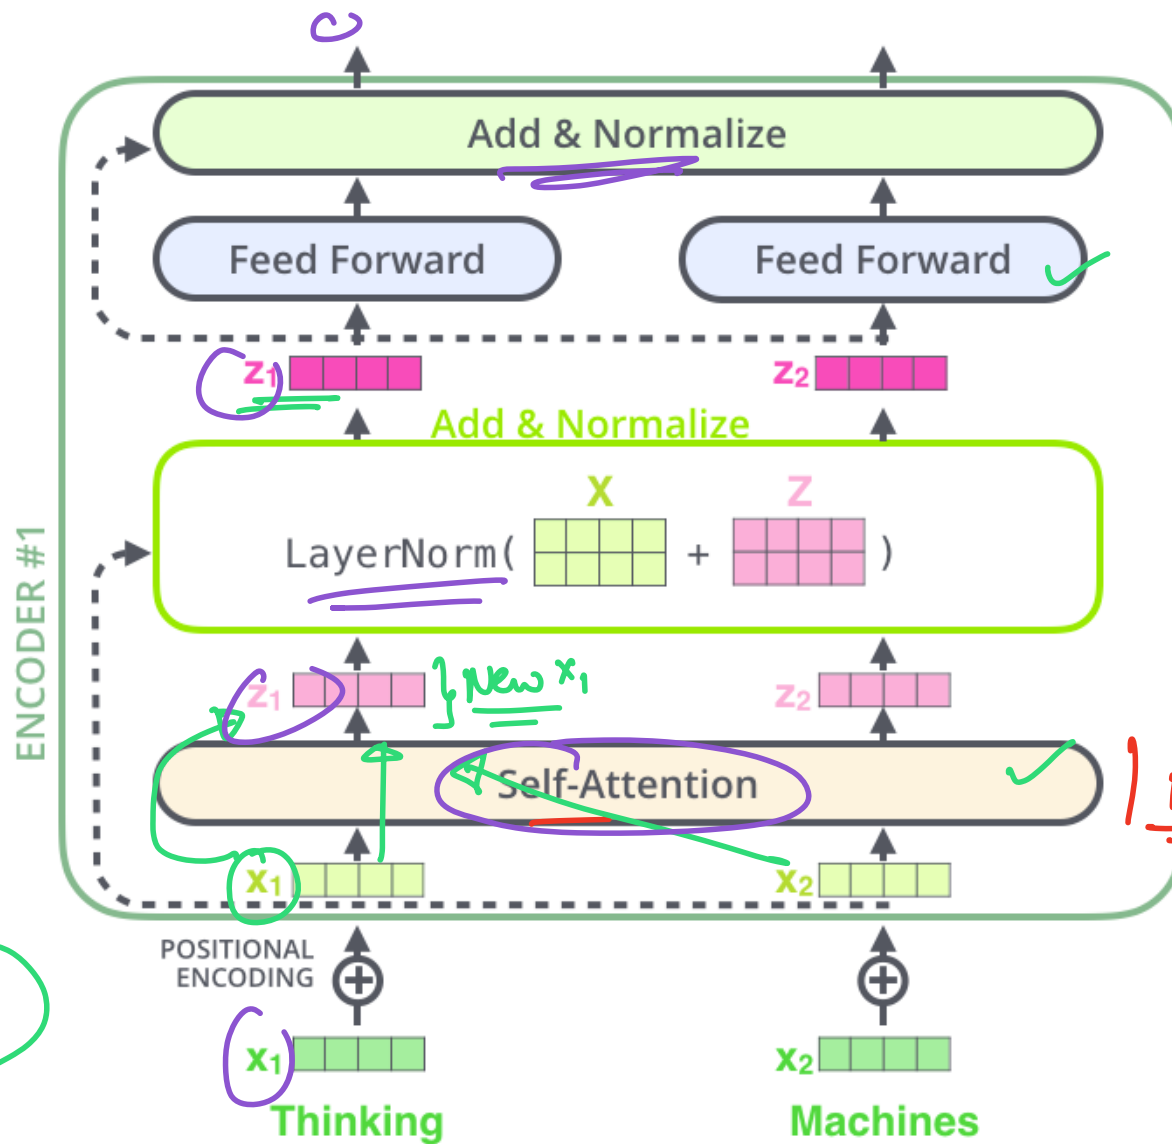 Add & Normalize
Feed Forward Feed Forward
z1 z2
Add & Normalize
X Z
LayerNorm( + )
ENCODER #1
z1 } New x1 z2
Self-Attention
x1 x2
POSITIONAL
ENCODING
x1 x2
Thinking Machines